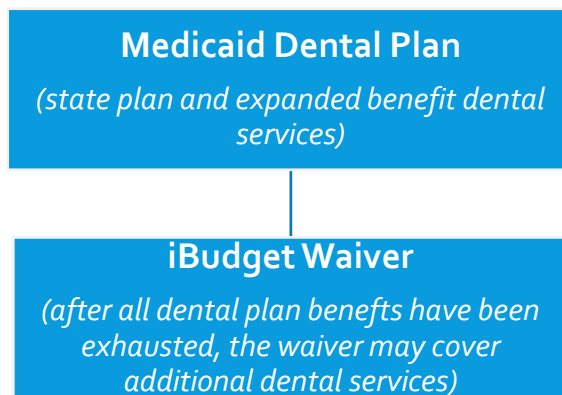 Medicaid Dental Plan
(state plan and expanded benefit dental
services)
iBudget Waiver
(after all dental plan benefts have been
exhausted, the waiver may cover
additional dental services)